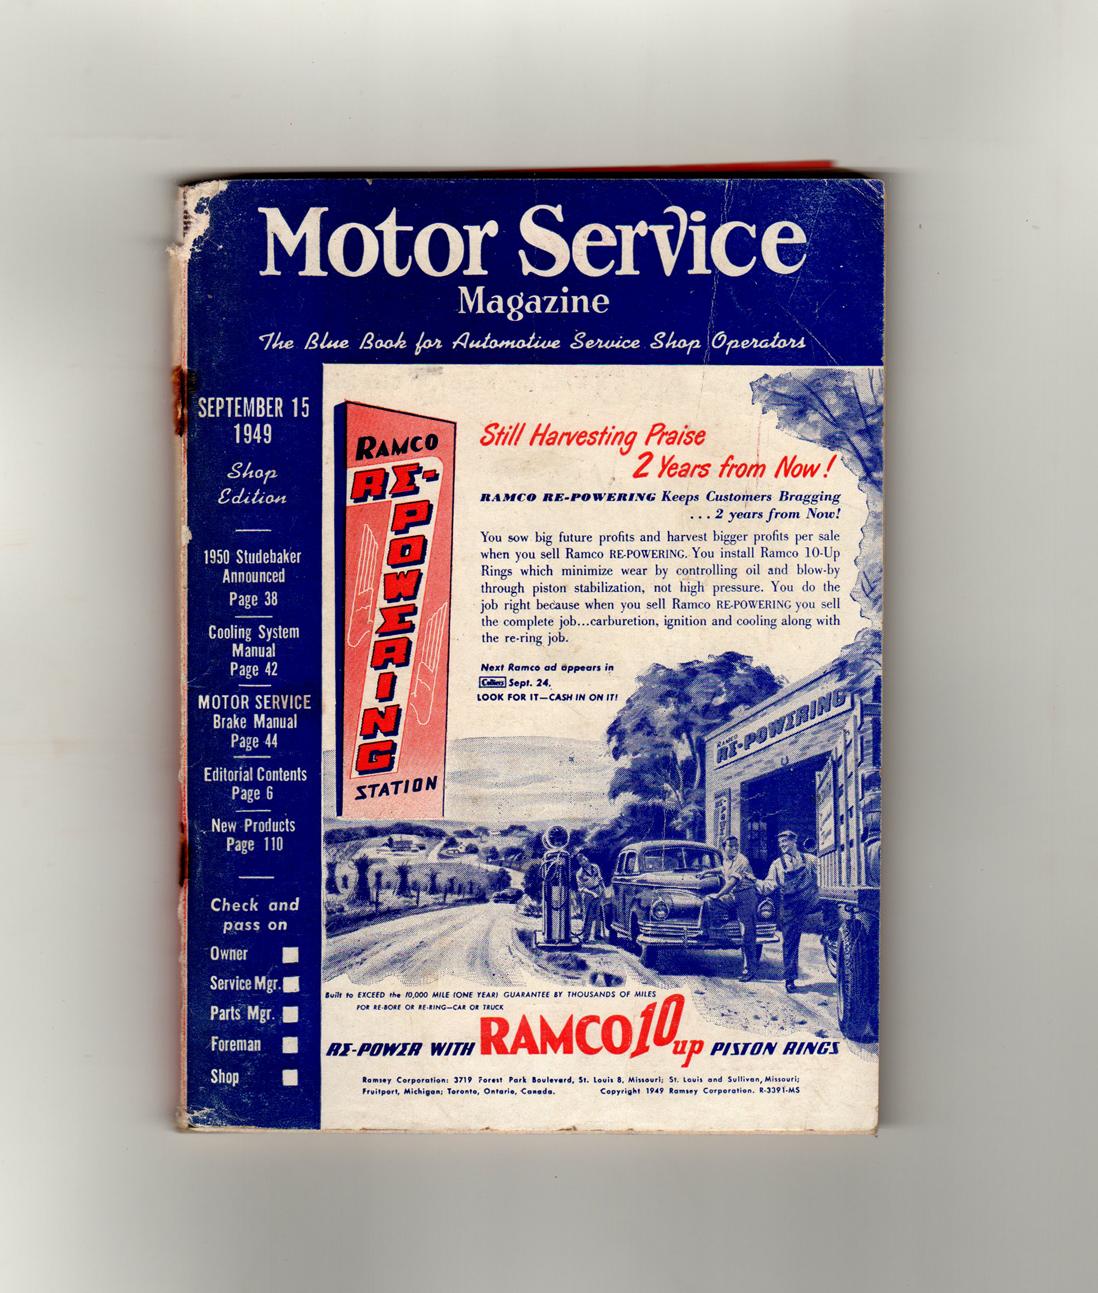 Motor Service
Magazine
The Blue Book for Automotive Service Shop Operators
SEPTEMBER 15
1949
Shop
Edition
1950 Studebaker
Announced
Page 38
Cooling System
Manual
Page 42
MOTOR SERVICE
Brake Manual
Page 44
Editorial Contents
Page 6
New Products
Page 110
Check and
pass on
Owner
Service Mgr.
Parts Mgr.
Foreman
Shop
RAMCO
RE-
POWERING
STATION
Still Harvesting Praise
2 Years from Now!
RAMCO RE-POWERING Keeps Customers Bragging
...2 years from Now!
You sow big future profits and harvest bigger profits per sale
when you sell Ramco RE-POWERING. You install Ramco 10-Up
Rings which minimize wear by controlling oil and blow-by
through piston stabilization, not high pressure. You do the
job right because when you sell Ramco RE-POWERING you sell
the complete job...carburetion, ignition and cooling along with
the re-ring job.
Next Ramco ad appears in
Colliers Sept. 24.
LOOK FOR IT—CASH IN ON IT!
RAMCO
RE-POWERING
Built to EXCEED the 10,000 MILE (ONE YEAR) GUARANTEE BY THOUSANDS OF MILES
FOR RE-BORE OR RE-RING—CAR OR TRUCK
RE-POWER WITH RAMCO 10 up PISTON RINGS
Ramsey Corporation: 3719 Forest Park Boulevard, St. Louis 8, Missouri; St. Louis and Sullivan, Missouri;
Fruitport, Michigan; Toronto, Ontario, Canada. Copyright 1949 Ramsey Corporation. R-3391-MS